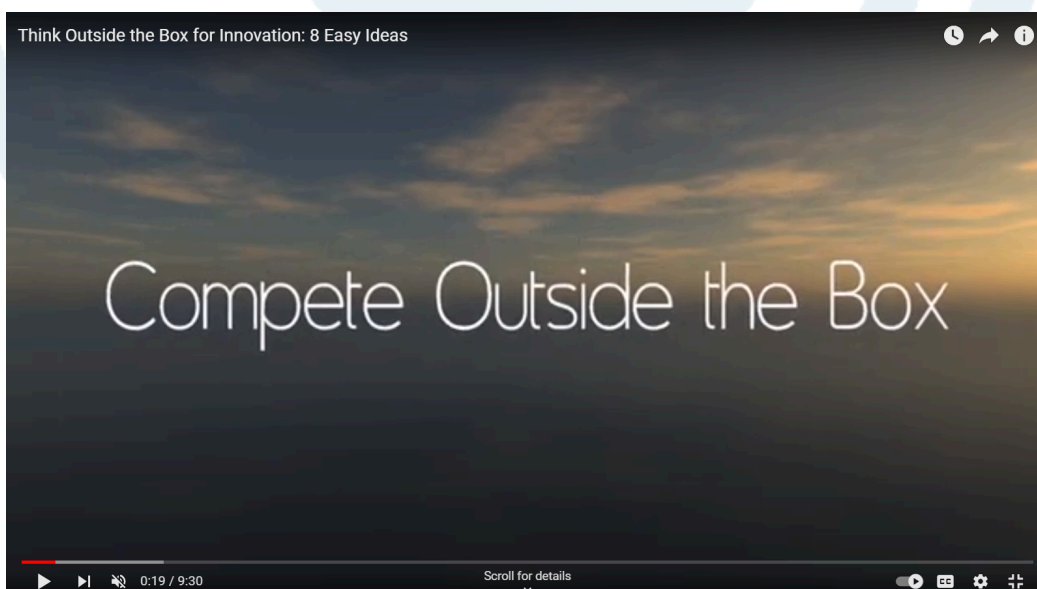 Think Outside the Box for Innovation: 8 Easy Ideas
Compete Outside the Box
0:19 / 9:30
Scroll for details
CC